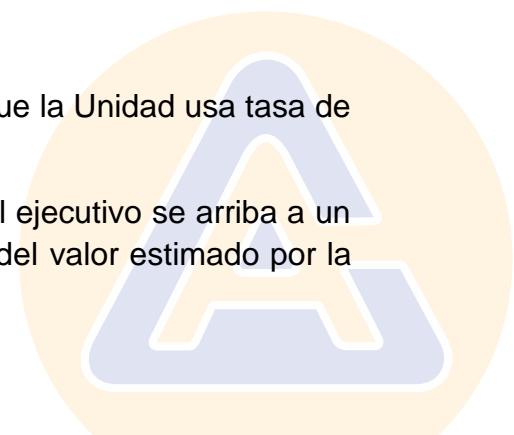 ue la Unidad usa tasa de
l ejecutivo se arriba a un
del valor estimado por la